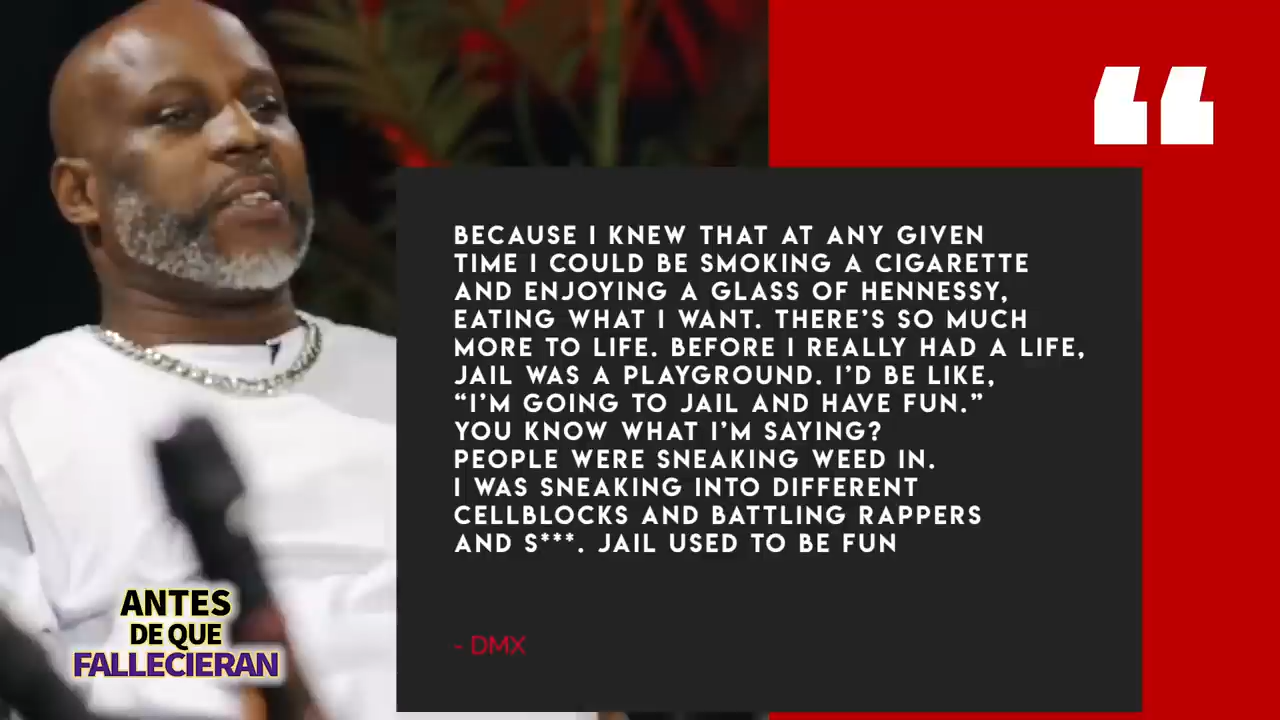 “
BECAUSE I KNEW THAT AT ANY GIVEN
TIME I COULD BE SMOKING A CIGARETTE
AND ENJOYING A GLASS OF HENNESSY,
EATING WHAT I WANT. THERE’S SO MUCH
MORE TO LIFE. BEFORE I REALLY HAD A LIFE,
JAIL WAS A PLAYGROUND. I’D BE LIKE,
“I’M GOING TO JAIL AND HAVE FUN.”
YOU KNOW WHAT I’M SAYING?
PEOPLE WERE SNEAKING WEED IN.
I WAS SNEAKING INTO DIFFERENT
CELLBLOCKS AND BATTLING RAPPERS
AND S***. JAIL USED TO BE FUN
- DMX
ANTES
DE QUE
FALLECIERAN